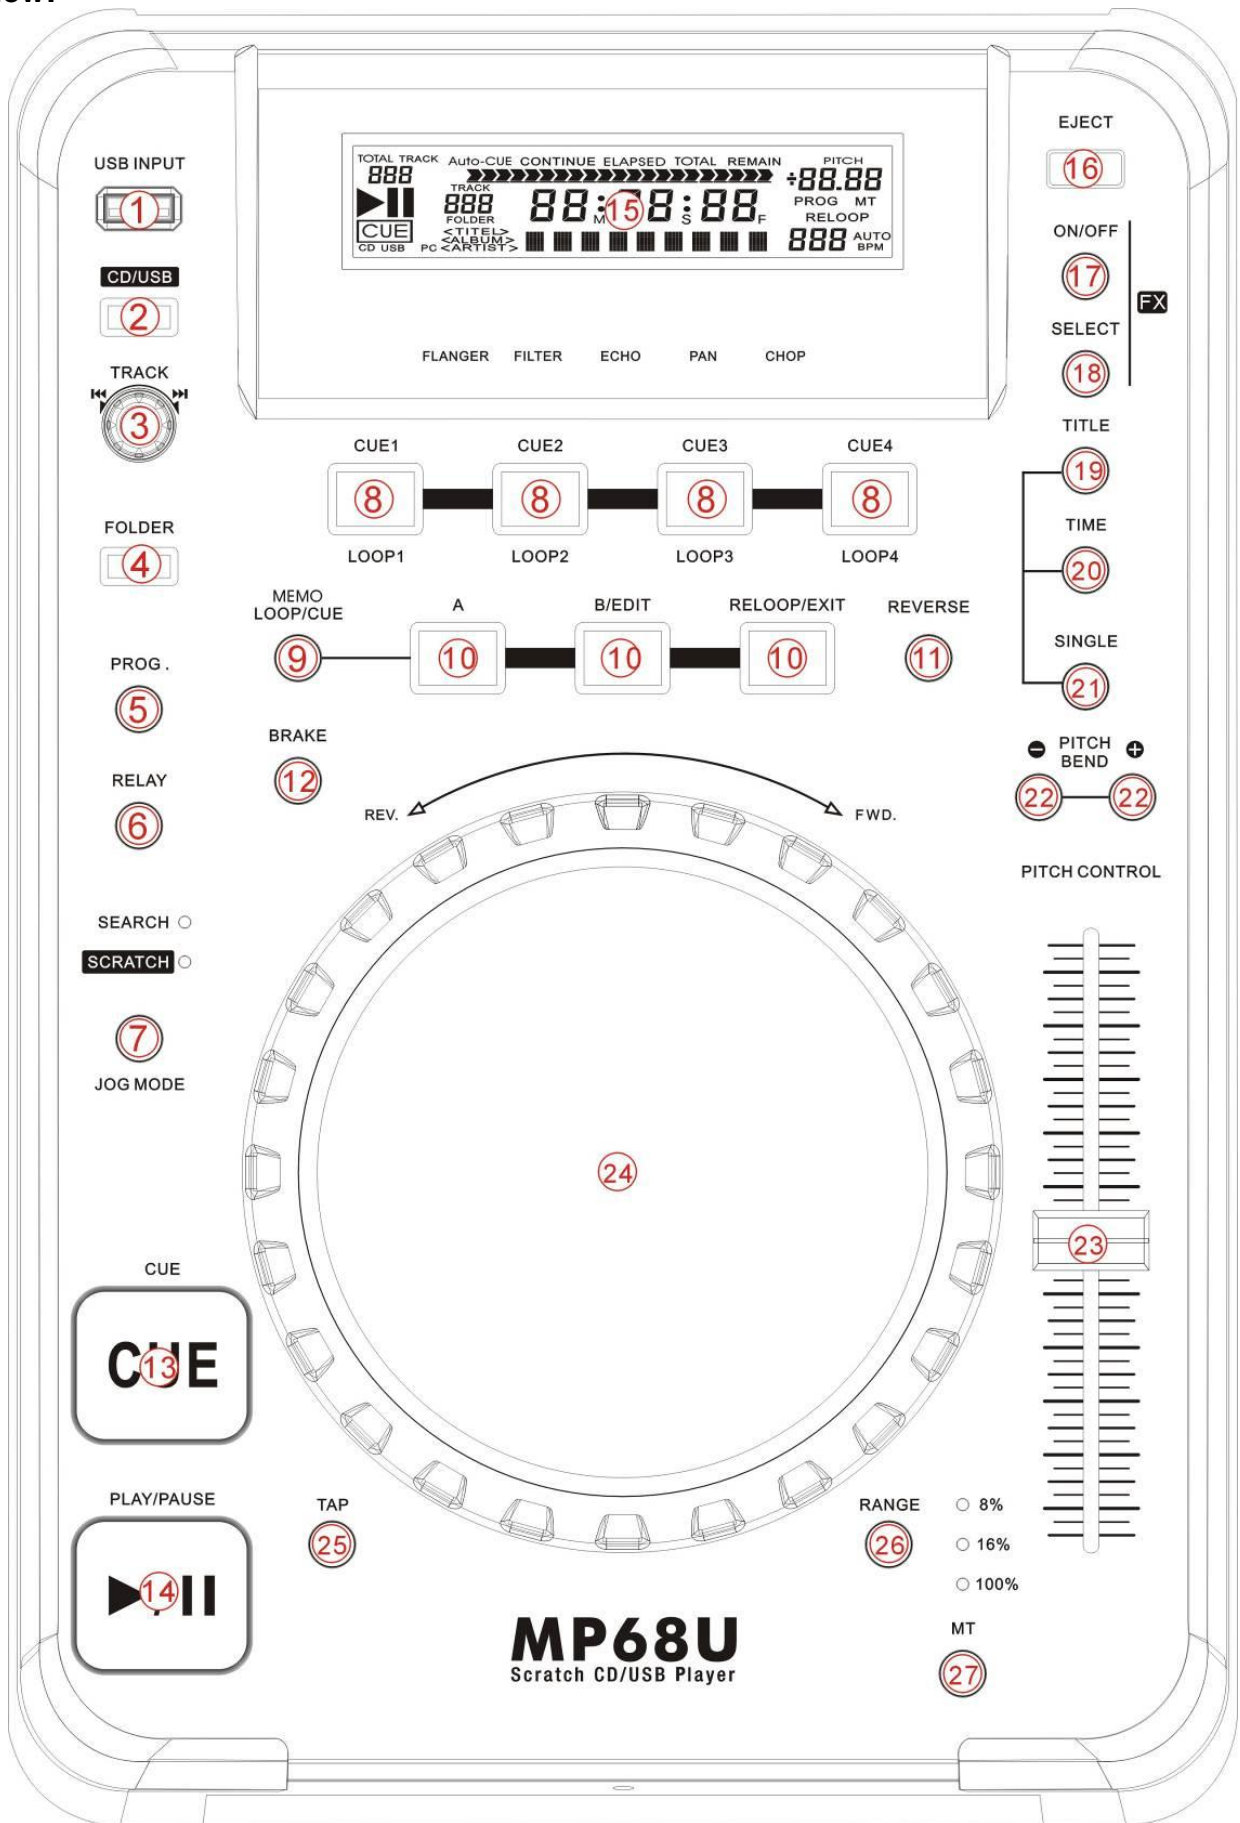 EJECT
USB INPUT
TOTAL TRACK Auto-CUE CONTINUE ELAPSED TOTAL REMAIN PITCH
888 ÷88.88
TRACK
888 88:M 15 8:S 88F PROG MT
FOLDER RELOOP
CUE <TITEL>
<ALBUM>
CD USB PC <ARTIST> 888 AUTO
BPM
16
1
ON/OFF
CD/USB
17
2
FX
SELECT
FLANGER FILTER ECHO PAN CHOP
TRACK
18
3
TITLE
CUE1 CUE2 CUE3 CUE4
19
8 8 8 8
FOLDER
TIME
LOOP1 LOOP2 LOOP3 LOOP4
4
20
MEMO
LOOP/CUE A B/EDIT RELOOP/EXIT REVERSE
SINGLE
PROG .
9 10 10 10 11
21
5
BRAKE
PITCH
BEND
RELAY
12
22 22
6
REV. FWD.
PITCH CONTROL
SEARCH
SCRATCH
7
JOG MODE
24
23
CUE
CUE
13
PLAY/PAUSE
TAP
RANGE
8%
25
26
16%
14
100%
MP68U
MT
Scratch CD/USB Player
27